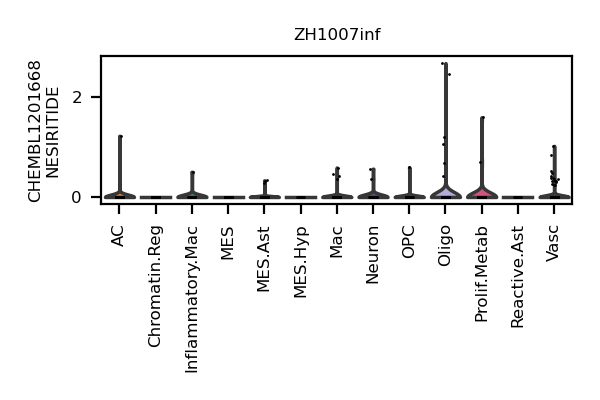 ZH1007inf
CHEMBL1201668
NESIRITIDE
2
0
AC
Chromatin.Reg
Inflammatory.Mac
MES
MES.Ast
MES.Hyp
Mac
Neuron
OPC
Oligo
Prolif.Metab
Reactive.Ast
Vasc